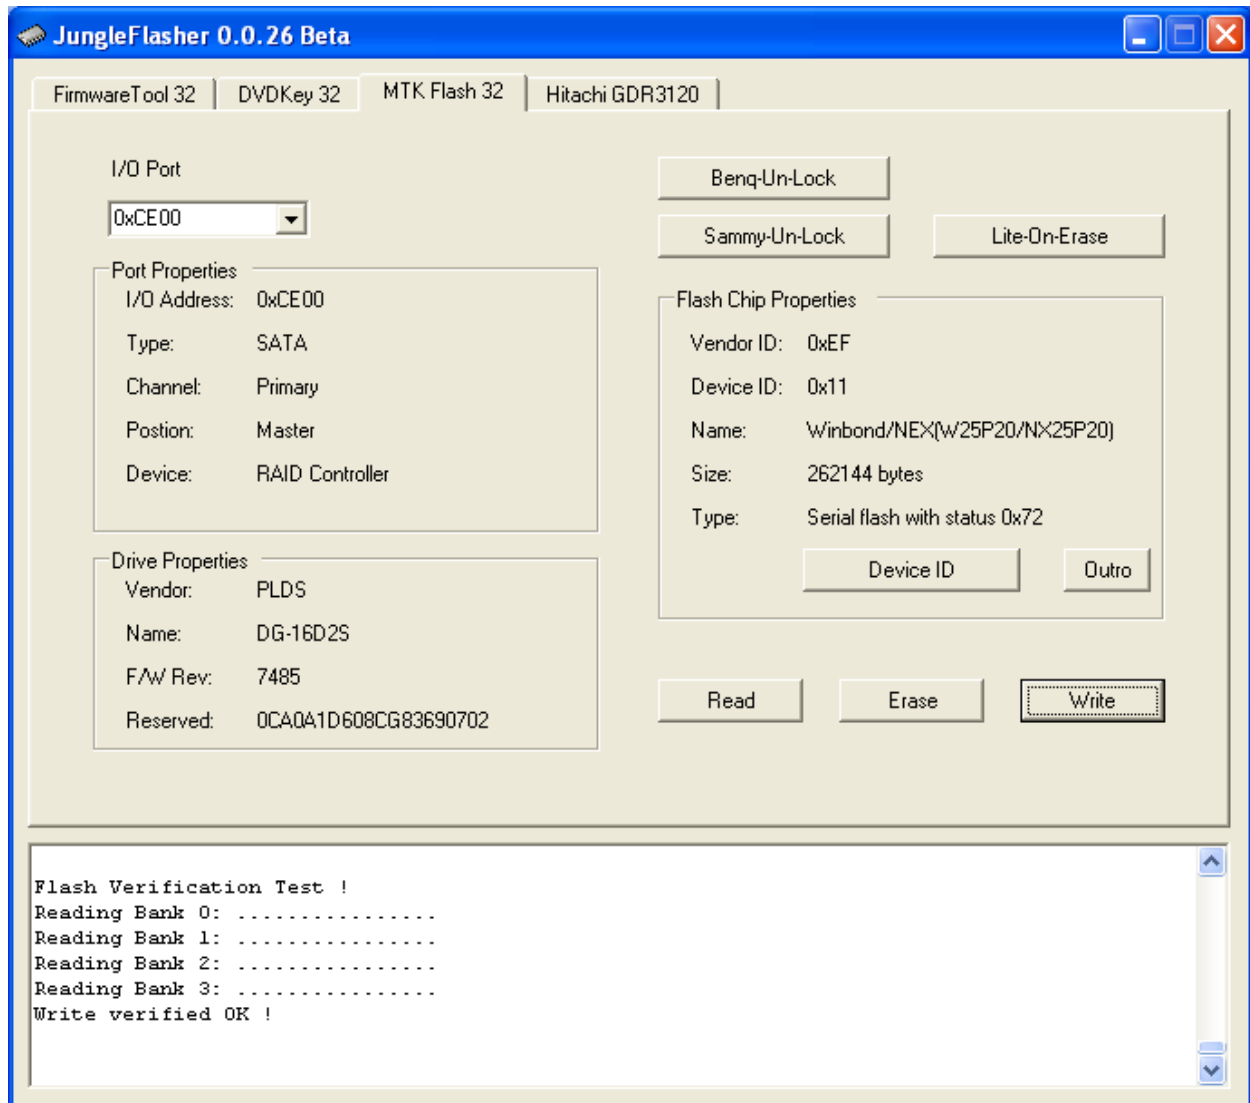 JungleFlasher 0.0.26 Beta
FirmwareTool 32 DVDKey 32 MTK Flash 32 Hitachi GDR3120
I/O Port
0xCE00
Port Properties
I/O Address: 0xCE00
Type: SATA
Channel: Primary
Postion: Master
Device: RAID Controller
Drive Properties
Vendor: PLDS
Name: DG-16D2S
F/W Rev: 7485
Reserved: 0CA0A1D608CG83690702
Benq-Un-Lock
Sammy-Un-Lock Lite-On-Erase
Flash Chip Properties
Vendor ID: 0xEF
Device ID: 0x11
Name: Winbond/NEX(W25P20/NX25P20)
Size: 262144 bytes
Type: Serial flash with status 0x72
Device ID Outro
Read Erase Write
Flash Verification Test !
Reading Bank 0: ................
Reading Bank 1: ................
Reading Bank 2: ................
Reading Bank 3: ................
Write verified OK !